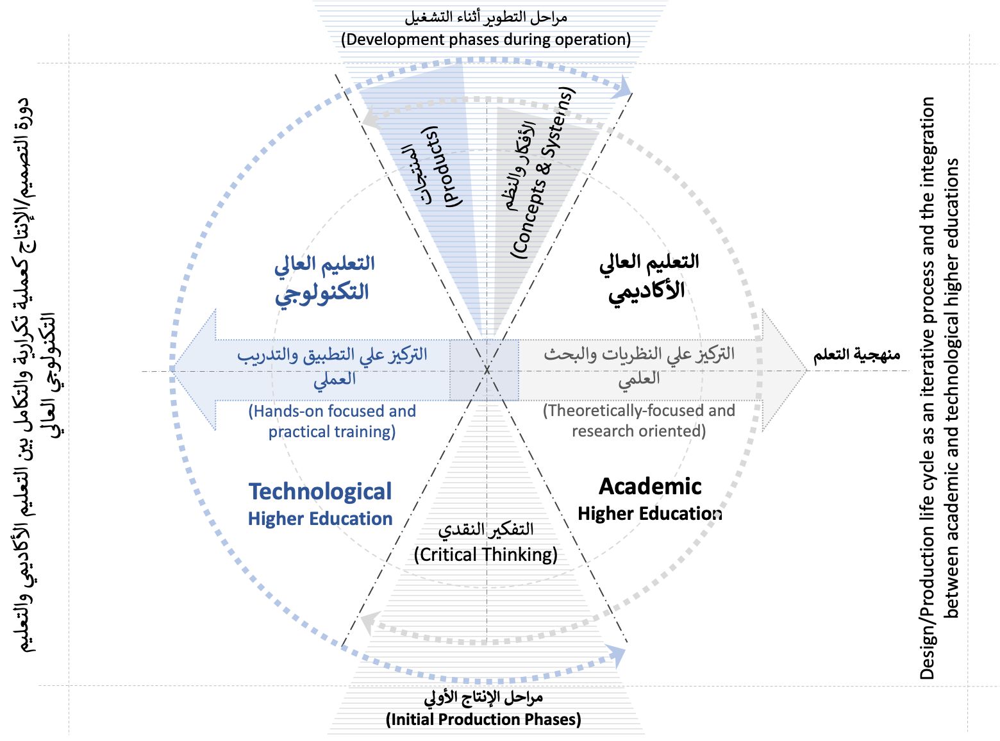 مراحل التطوير أثناء التشغيل
(Development phases during operation)
دورة التصميم/الإنتاج كعملية تكرارية والتكامل بين التعليم الأكاديمي والتعليم
التكنولوجي العالي
المنتجات
(Products)
الأفكار والنظم
(Concepts & Systems)
التعليم العالي
التكنولوجي
التعليم العالي
الأكاديمي
التركيز علي التطبيق والتدريب
العملي
(Hands-on focused and
practical training)
التركيز علي النظريات والبحث
العلمي
(Theoretically-focused and
research oriented)
منهجية التعلم
Technological
Higher Education
Academic
Higher Education
التفكير النقدي
(Critical Thinking)
مراحل الإنتاج الأولي
(Initial Production Phases)
Design/Production life cycle as an iterative process and the integration
between academic and technological higher educations